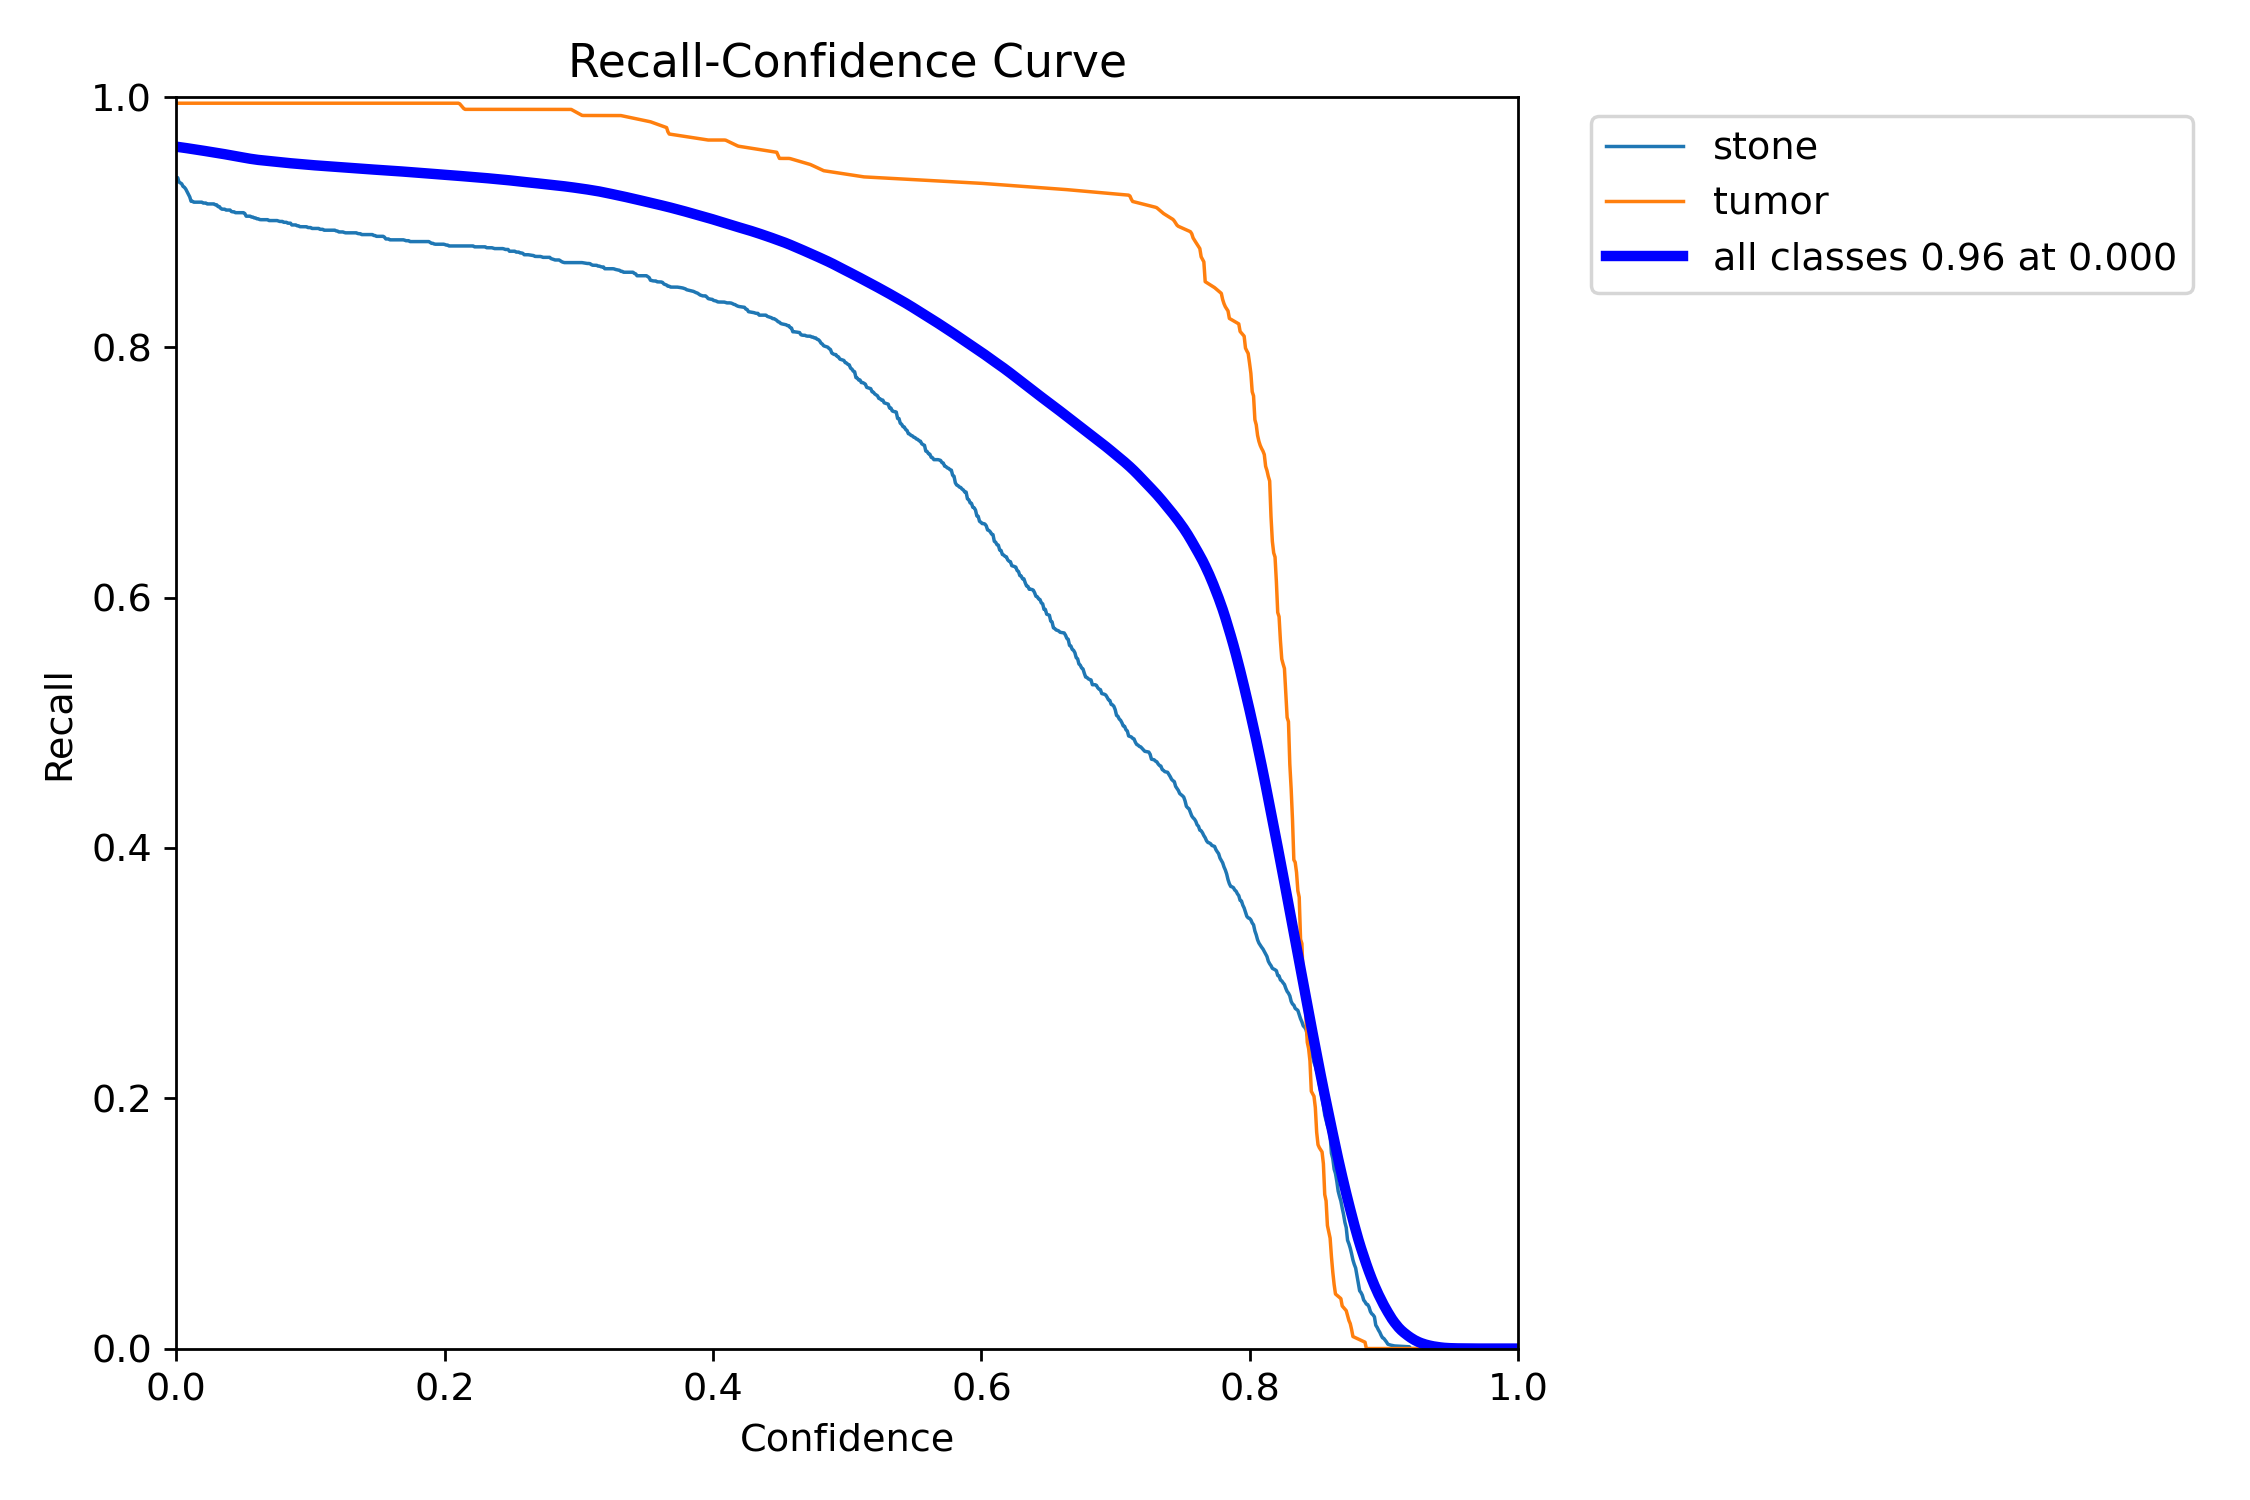 Recall-Confidence Curve
1.0
0.8
0.6
0.4
0.2
0.0
Recall
0.0 0.2 0.4 0.6 0.8 1.0
Confidence
stone
tumor
all classes 0.96 at 0.000